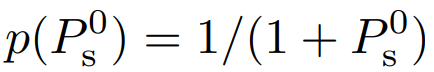 p(P_s^0) = 1/(1 + P_s^0)